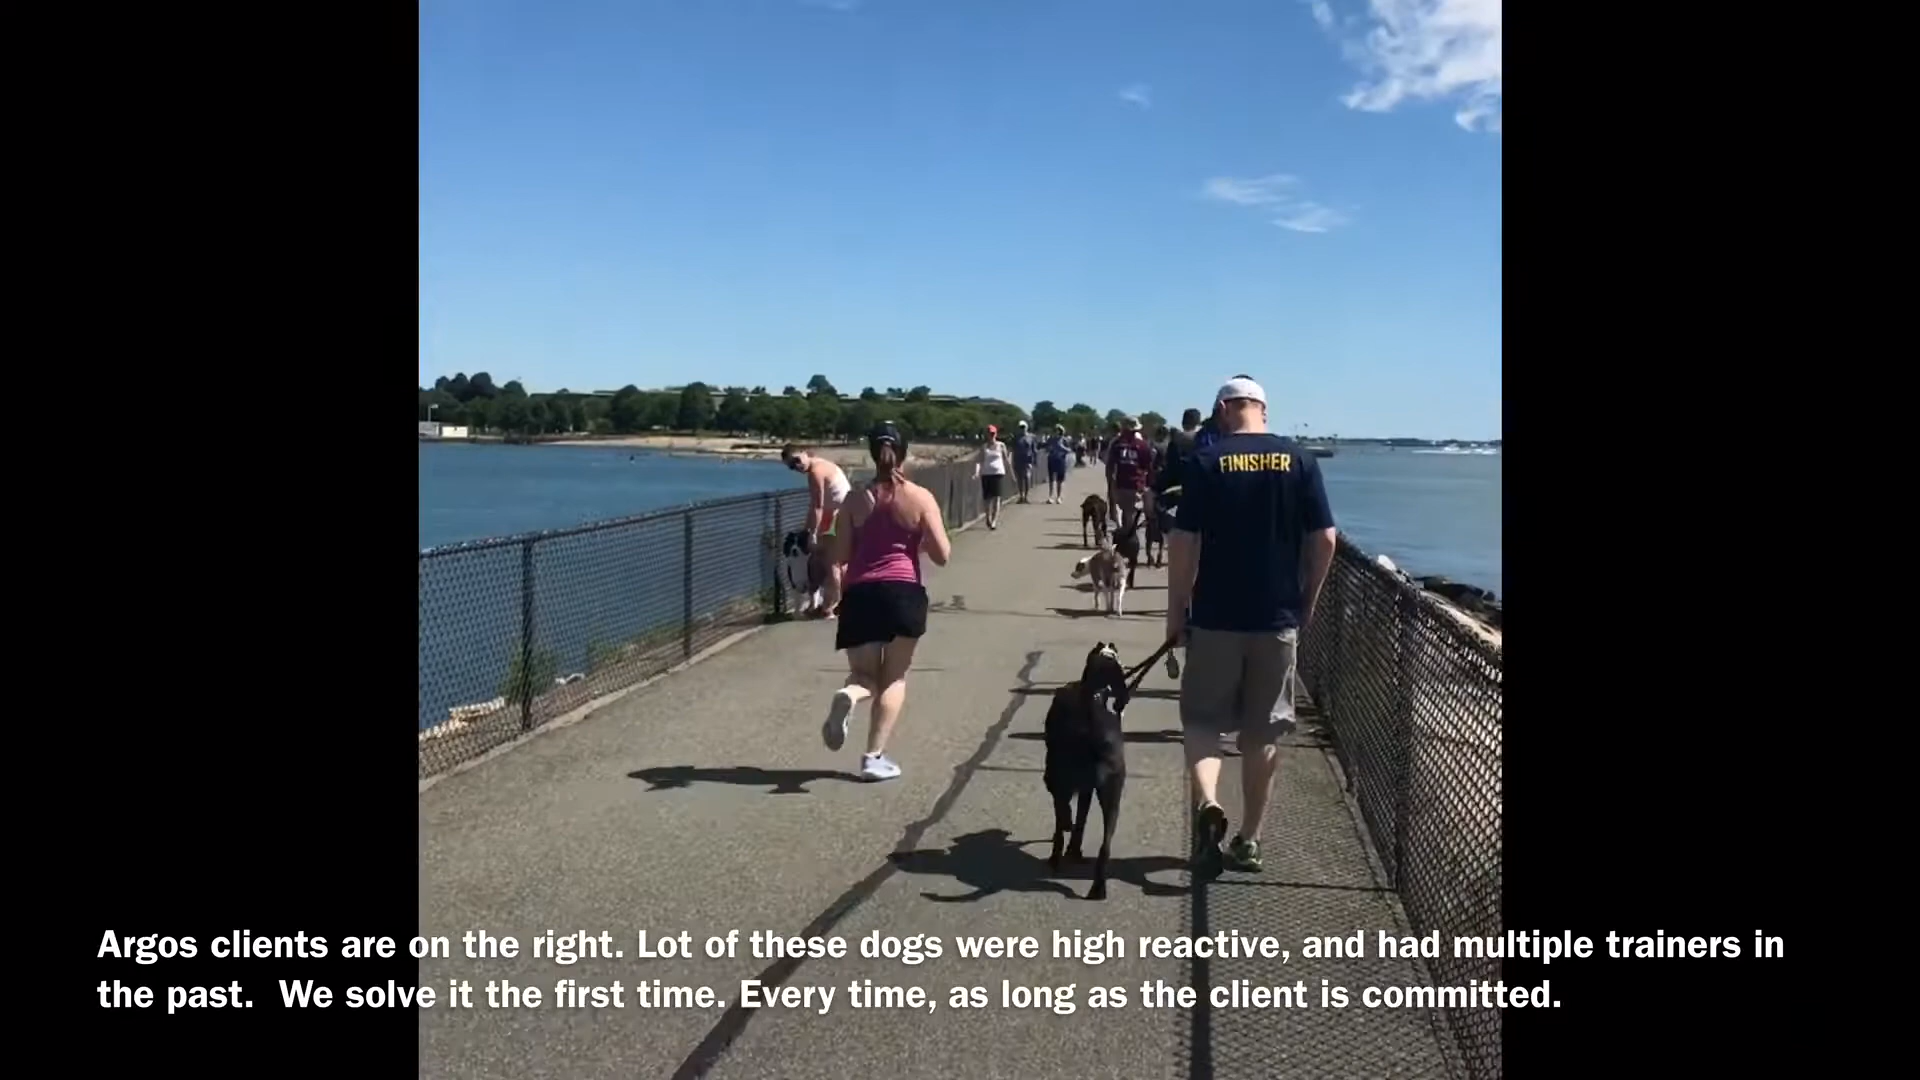 FINISHER
Argos clients are on the right. Lot of these dogs were high reactive, and had multiple trainers in
the past.  We solve it the first time. Every time, as long as the client is committed.